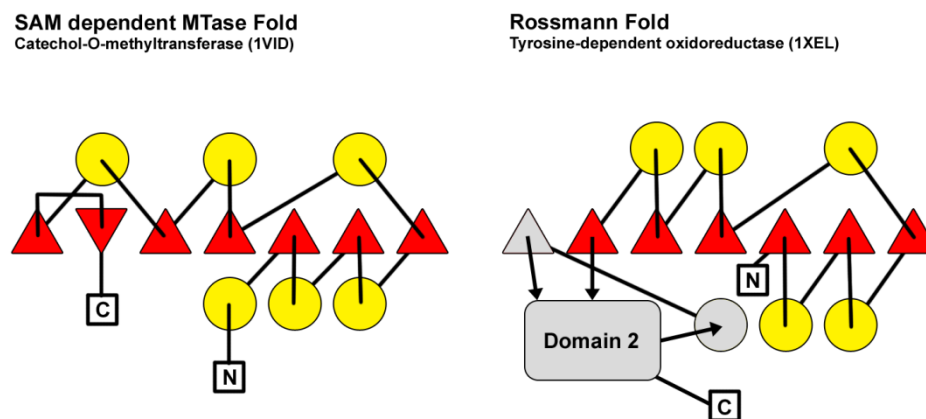 SAM dependent MTase Fold
Catechol-O-methyltransferase (1VID)
C
N
Rossmann Fold
Tyrosine-dependent oxidoreductase (1XEL)
N
Domain 2
C